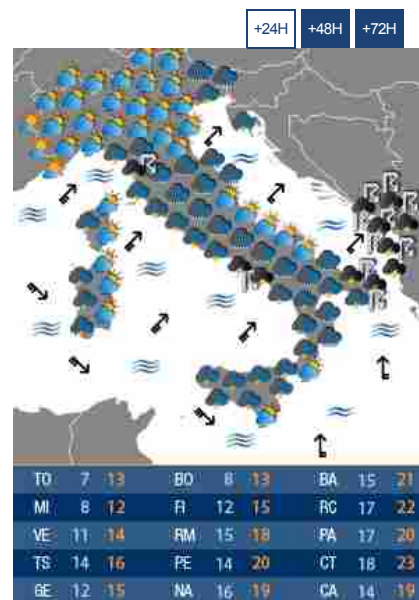 +24H +48H +72H
TO 7 13 BO 8 13 BA 15 21
MI 8 12 FI 12 15 RC 17 22
VE 11 14 RM 15 18 PA 17 20
TS 14 16 PE 14 20 CT 18 23
GE 12 15 NA 16 19 CA 14 19